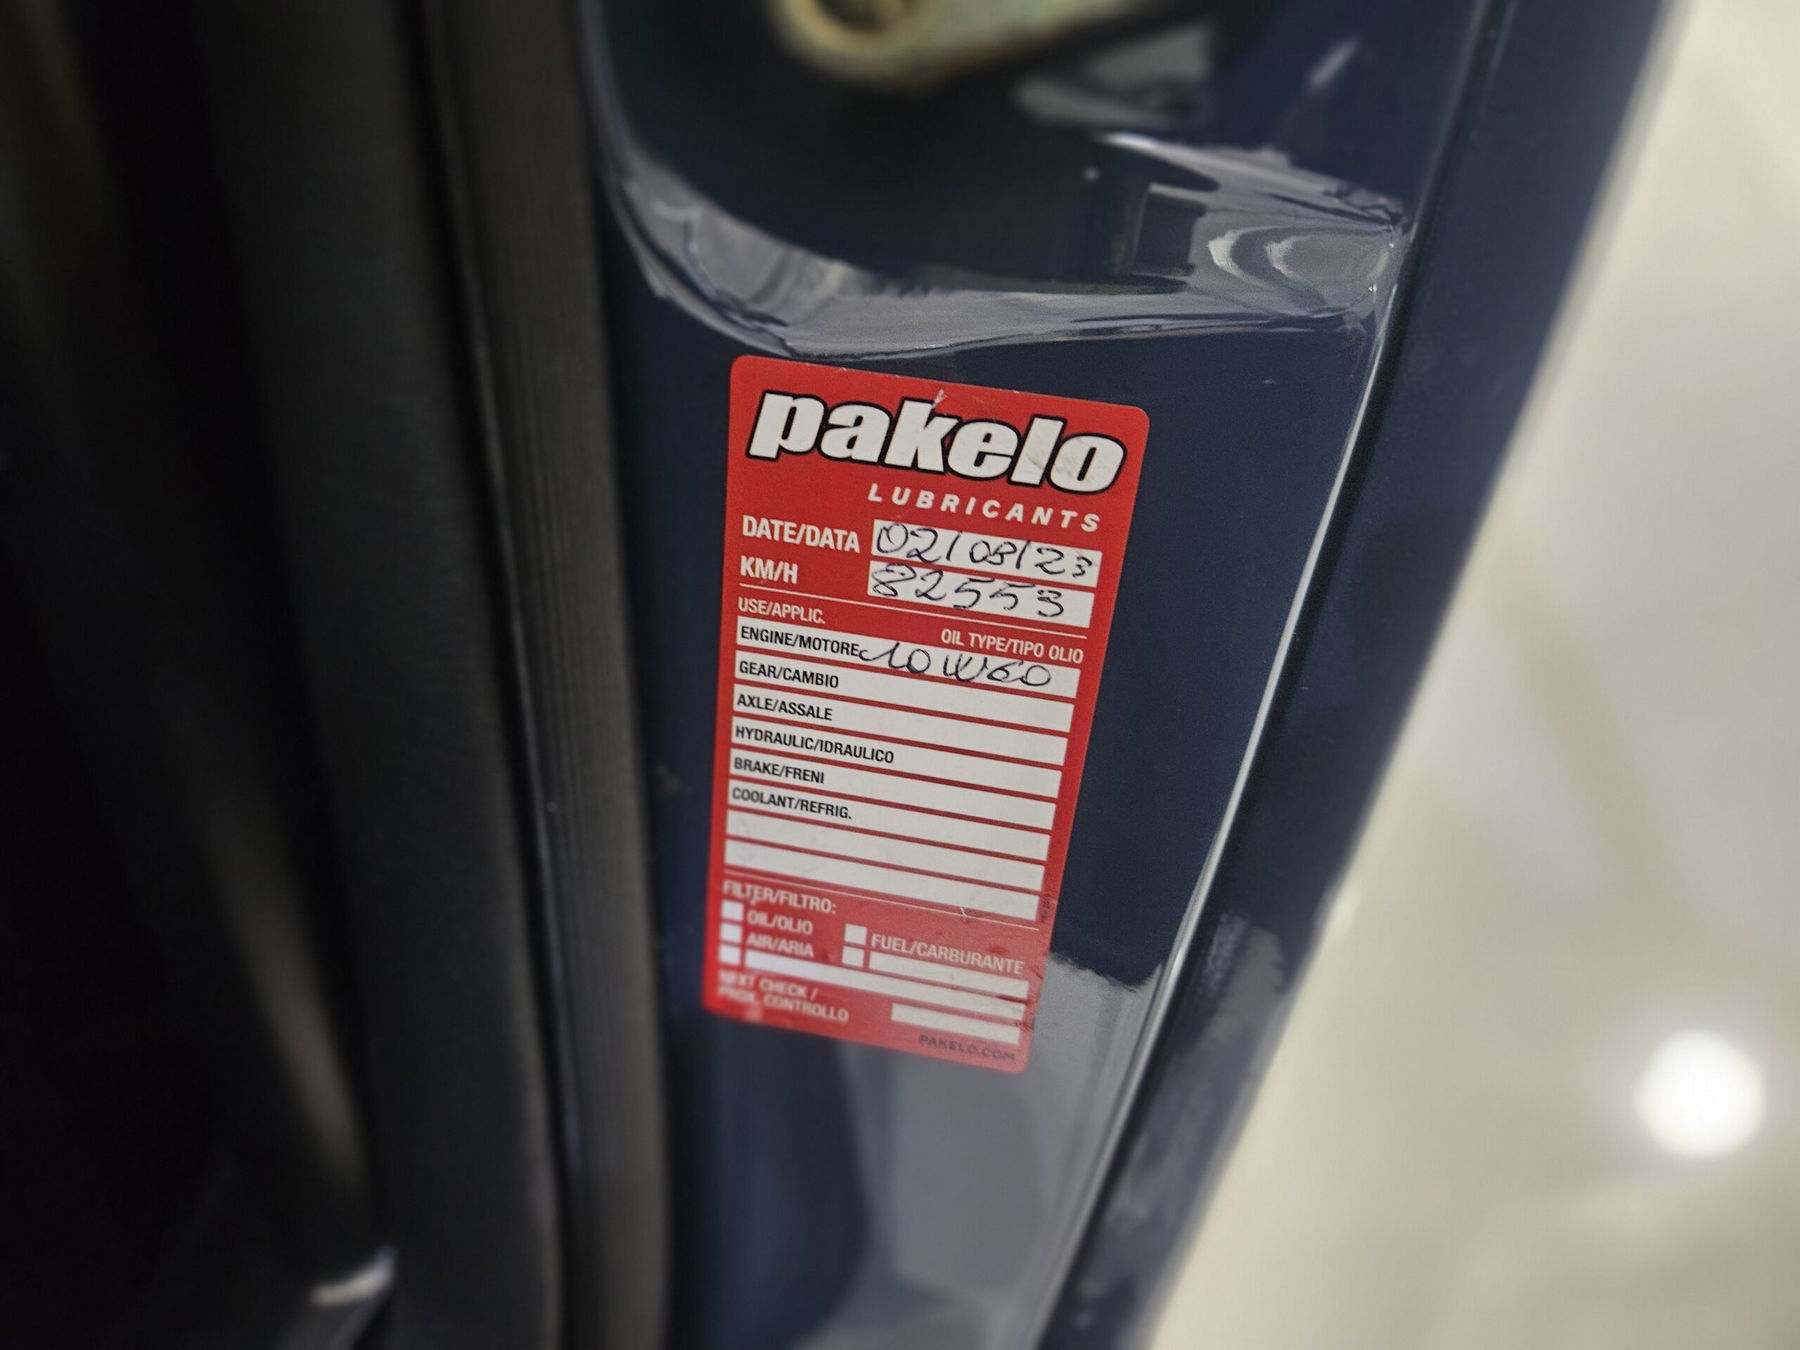 pakelo
LUBRICANTS
DATE/DATA 02/08/23
KM/H 82553
USE/APPLIC. OIL TYPE/TIPO OLIO
ENGINE/MOTORE 10W60
GEAR/CAMBIO
AXLE/ASSALE
HYDRAULIC/IDRAULICO
BRAKE/FRENI
COOLANT/REFRIG.
FILTER/FILTRO:
OIL/OLIO FUEL/CARBURANTE
AIR/ARIA
NEXT CHECK /
PROX. CONTROLLO
PAKELO.COM